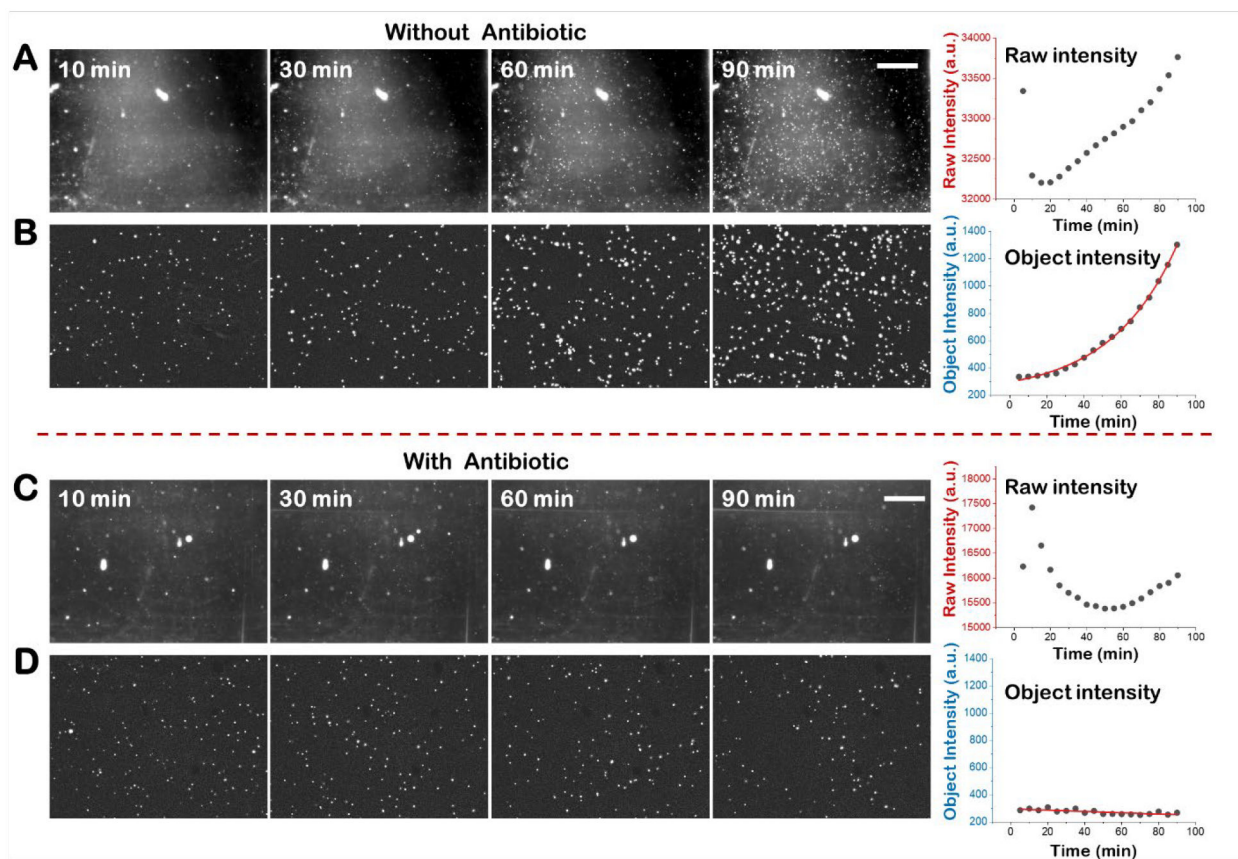 Without Antibiotic
A
10 min
30 min
60 min
90 min
Raw Intensity (a.u.)
34000
33000
32500
32000
Raw intensity
0
20
40
60
80
100
Time (min)
B
Object Intensity (a.u.)
1400
1200
1000
800
600
400
200
Object intensity
0
20
40
60
80
100
Time (min)
With Antibiotic
C
10 min
30 min
60 min
90 min
Raw Intensity (a.u.)
18000
17500
17000
16500
16000
15500
15000
Raw intensity
0
20
40
60
80
100
Time (min)
D
Object Intensity (a.u.)
1400
1200
1000
800
600
400
200
Object intensity
0
20
40
60
80
100
Time (min)